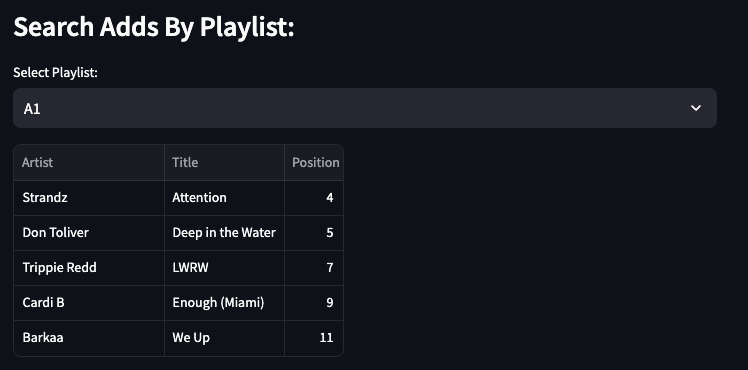 Search Adds By Playlist:
Select Playlist:
A1
Artist Title Position
Strandz Attention 4
Don Toliver Deep in the Water 5
Trippie Redd LWRW 7
Cardi B Enough (Miami) 9
Barkaa We Up 11